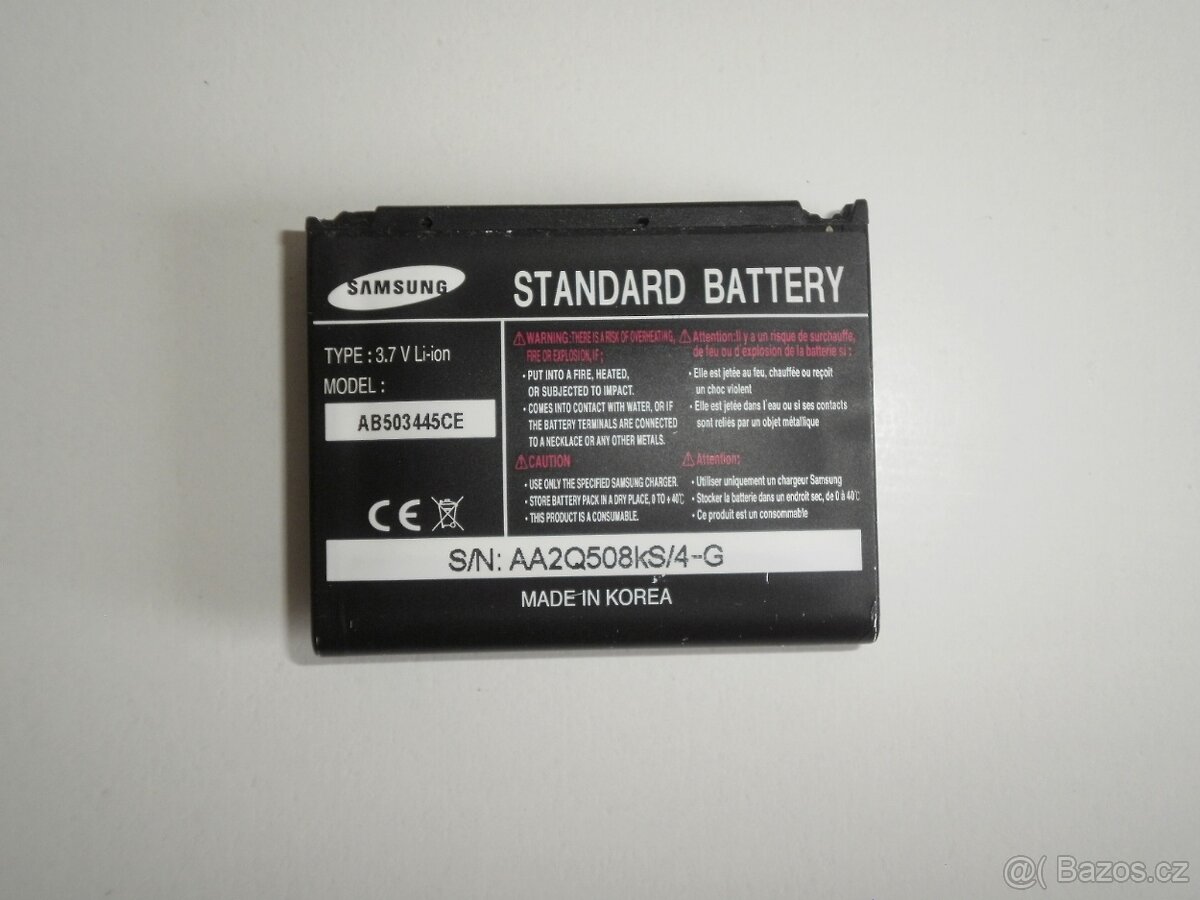 SAMSUNG
STANDARD BATTERY
TYPE : 3.7 V Li-ion
MODEL :
AB503445CE
CE
⚠WARNING:THERE IS A RISK OF OVERHEATING,
FIRE OR EXPLOSION, IF ;
• PUT INTO A FIRE, HEATED,
OR SUBJECTED TO IMPACT.
• COMES INTO CONTACT WITH WATER, OR IF
THE BATTERY TERMINALS ARE CONNECTED
TO A NECKLACE OR ANY OTHER METALS.
⚠CAUTION
• USE ONLY THE SPECIFIED SAMSUNG CHARGER.
• STORE BATTERY PACK IN A DRY PLACE, 0 TO + 40℃
• THIS PRODUCT IS A CONSUMABLE.
⚠Attention:Il y a un risque de surchauffe,
de feu ou d'explosion de la batterie si :
• Elle est jetée au feu, chauffée ou reçoit
un choc violent
• Elle est jetée dans l'eau ou si ses contacts
sont reliés par un objet métallique
⚠Attention:
• Utiliser uniquement un chargeur Samsung
• Stocker la batterie dans un endroit sec, de 0 à 40℃
• Ce produit est un consommable
S/N: AA2Q508kS/4-G
MADE IN KOREA
@( Bazos.cz